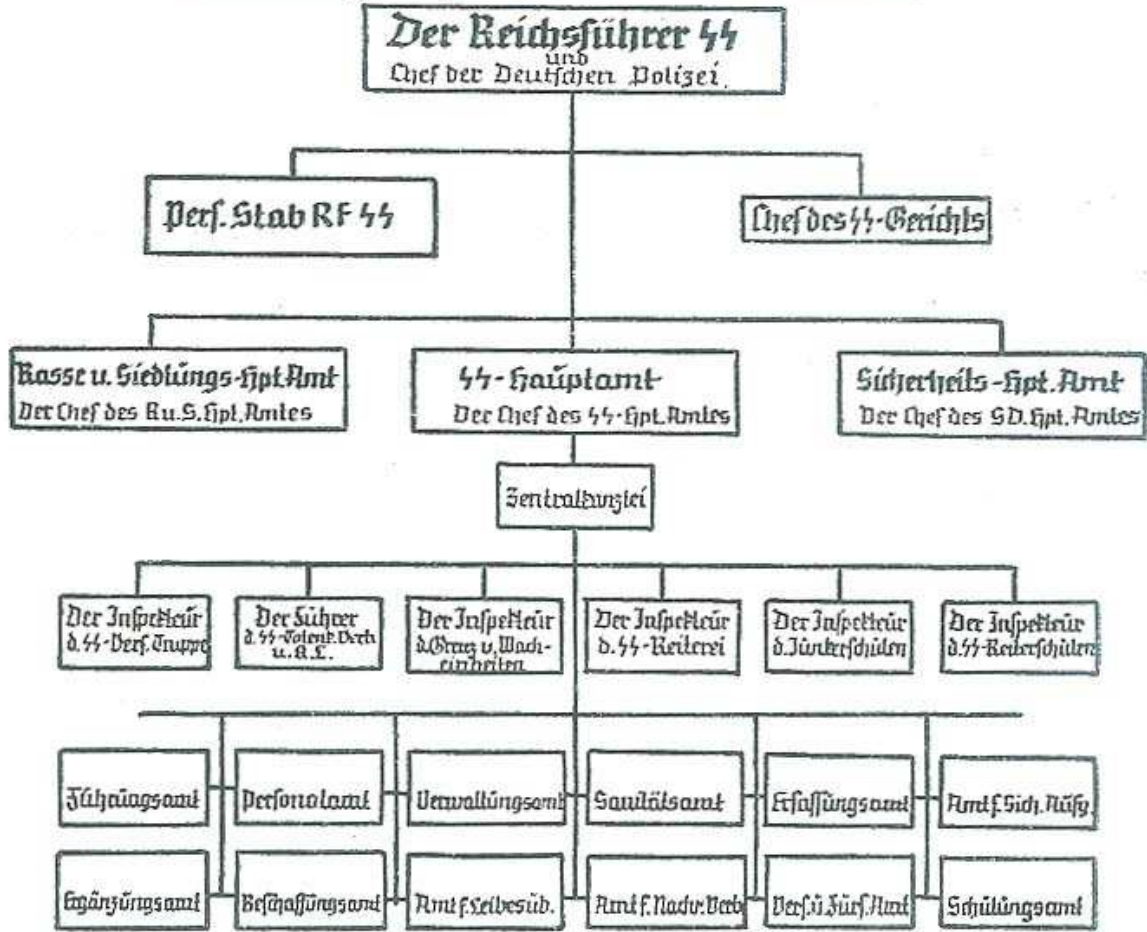 Der Reichsführer SS
und
Chef der Deutschen Polizei.
Pers. Stab RF SS
Chef des SS-Gerichts
Rasse u. Siedlungs-Hpt. Amt
Der Chef des R.u.S. Hpt. Amtes
SS-Hauptamt
Der Chef des SS-Hpt. Amtes
Sicherheits-Hpt. Amt
Der Chef des SD. Hpt. Amtes
Zentralkanzlei
Der Inspekteur
d. SS-Verf. Truppe
Der Führer
d. SS-Totenk. Verb.
u. K.L.
Der Inspekteur
d. Grenz u. Wach-
einheiten
Der Inspekteur
d. SS-Reiterei
Der Inspekteur
d. Junkerschulen
Der Inspekteur
d. SS-Reiterschulen
Führungsamt
Personalamt
Verwaltungsamt
Sanitätsamt
Erfassungsamt
Amt f. Sich. Aufg.
Ergänzungsamt
Beschaffungsamt
Amt f. Leibesüb.
Amt f. Nachr. Verb.
Vers. u. Fürs. Amt
Schulungsamt